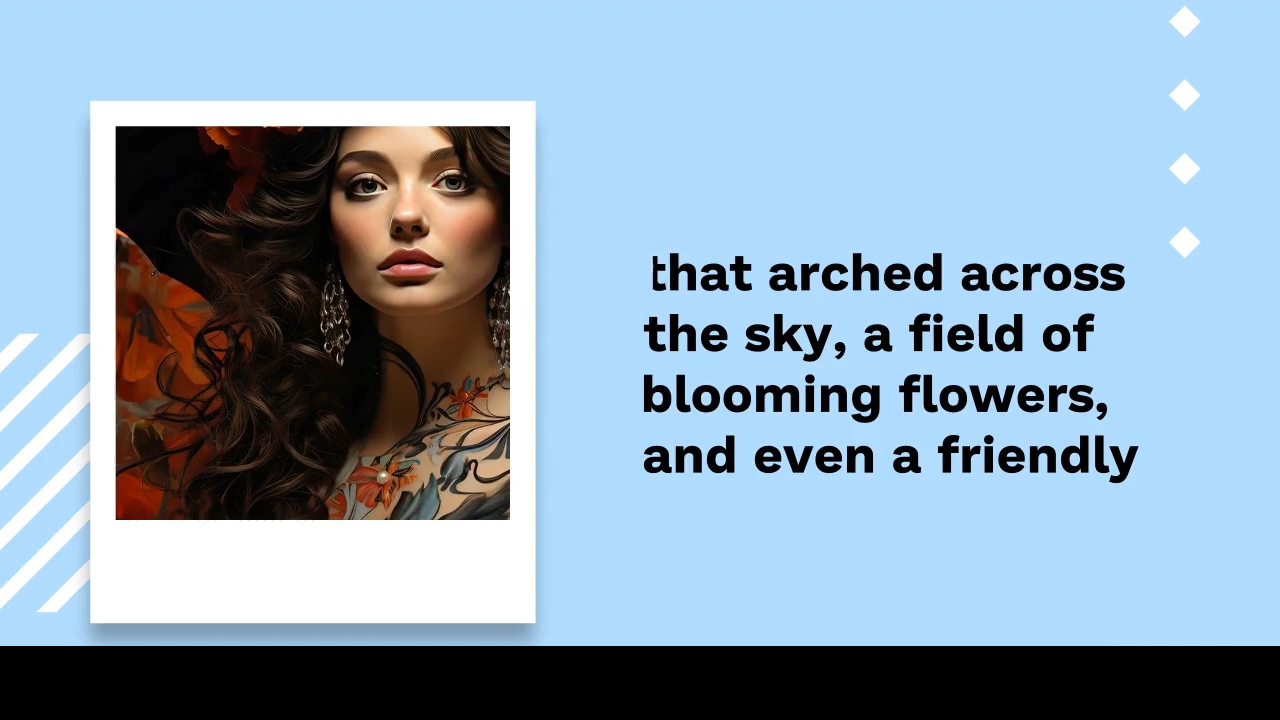 that arched across
the sky, a field of
blooming flowers,
and even a friendly